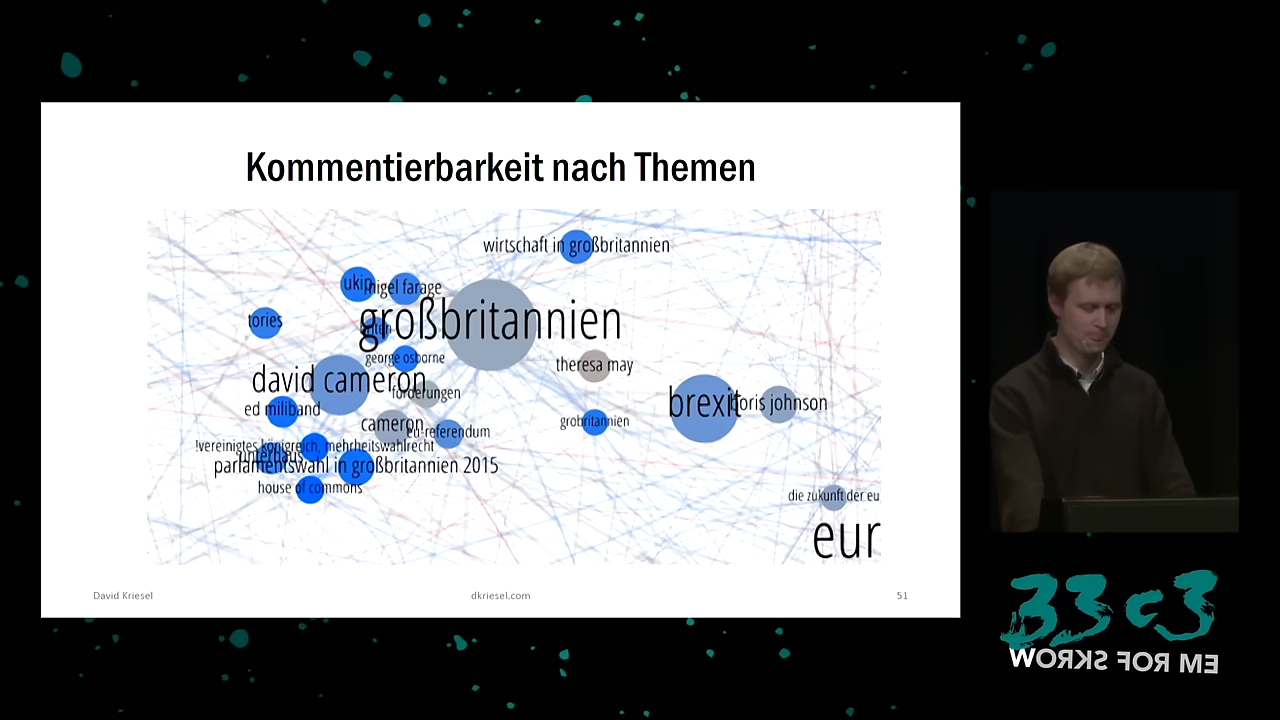 Kommentierbarkeit nach Themen
wirtschaft in großbritannien
ukip
nigel farage
tories
großbritannien
george osborne
theresa may
david cameron
forderungen
brexit
boris johnson
ed miliband
cameron
eu-referendum
grobritannien
!vereinigtes königreich, mehrheitswahlrecht
unterhaus
parlamentswahl in großbritannien 2015
house of commons
die zukunft der eu
eur
David Kriesel
dkriesel.com
51
33c3
WORKS FOR ME